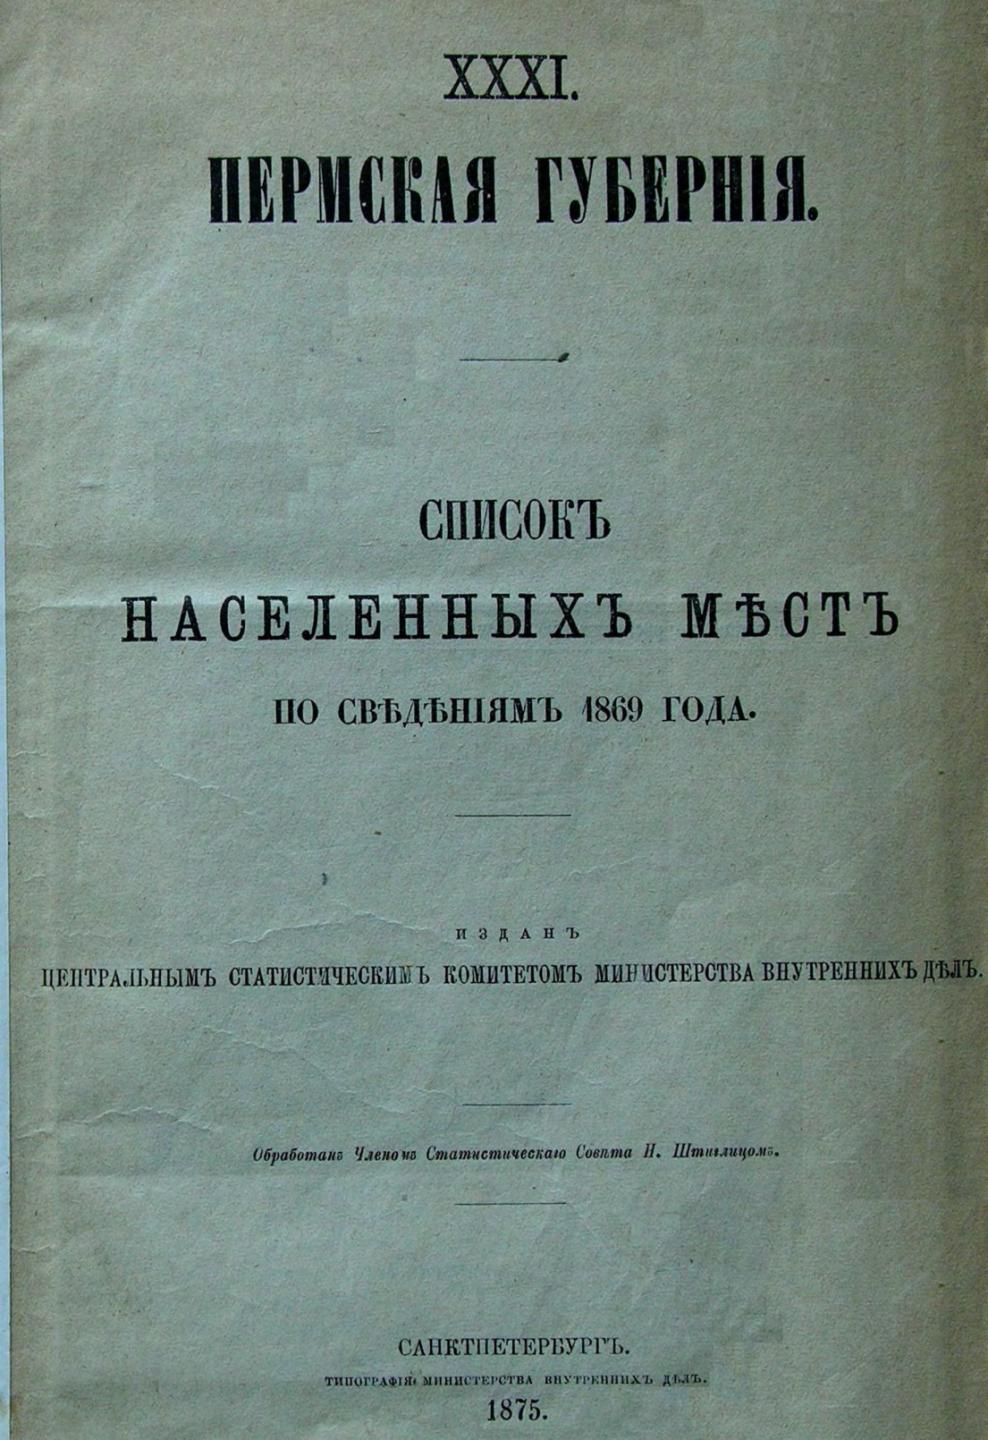 XXXI.
ПЕРМСКАЯ ГУБЕРНІЯ.
СПИСОКЪ
НАСЕЛЕННЫХЪ МѢСТЪ
ПО СВѢДѢНІЯМЪ 1869 ГОДА.
ИЗДАНЪ
ЦЕНТРАЛЬНЫМЪ СТАТИСТИЧЕСКИМЪ КОМИТЕТОМЪ МИНИСТЕРСТВА ВНУТРЕННИХЪ ДѢЛЪ.
Обработанъ Членомъ Статистическаго Совѣта Н. Штиглицомъ.
САНКТПЕТЕРБУРГЪ.
ТИПОГРАФІЯ МИНИСТЕРСТВА ВНУТРЕННИХЪ ДѢЛЪ.
1875.